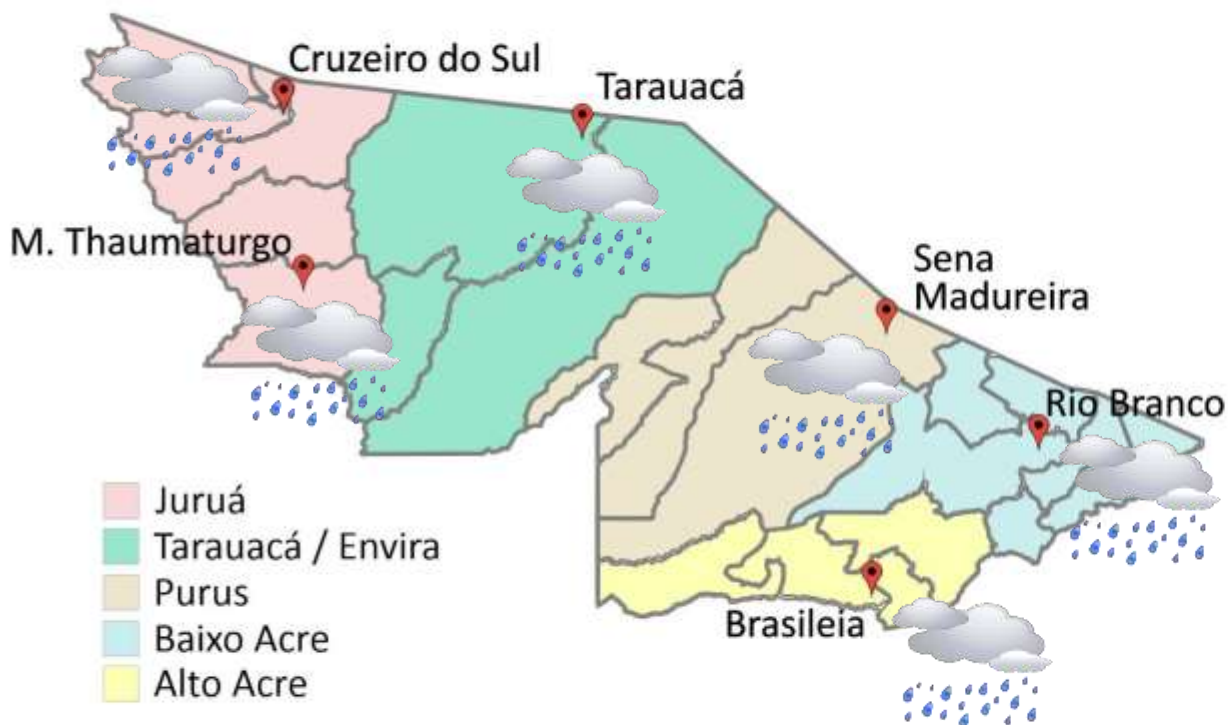 Cruzeiro do Sul
Tarauacá
M. Thaumaturgo
Sena
Madureira
Rio Branco
Brasileia
Juruá
Tarauacá / Envira
Purus
Baixo Acre
Alto Acre